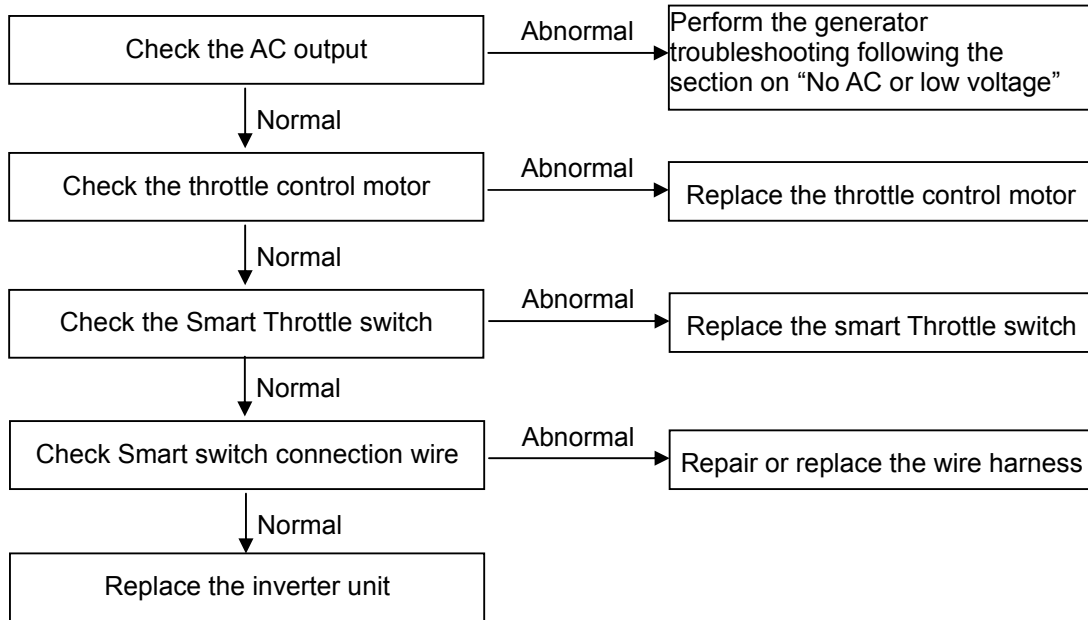 Check the AC output
Abnormal
Perform the generator
troubleshooting following the
section on “No AC or low voltage”
Normal
Check the throttle control motor
Abnormal
Replace the throttle control motor
Normal
Check the Smart Throttle switch
Abnormal
Replace the smart Throttle switch
Normal
Check Smart switch connection wire
Abnormal
Repair or replace the wire harness
Normal
Replace the inverter unit